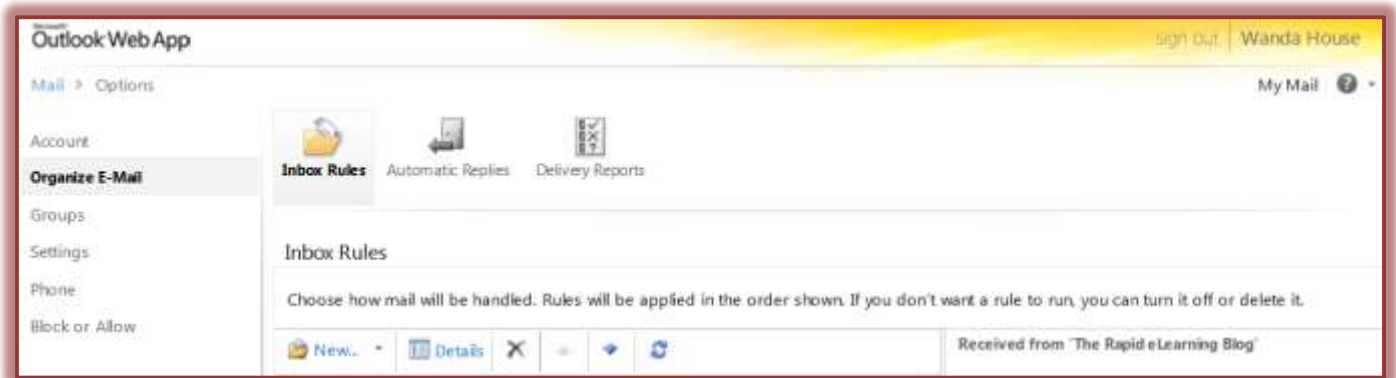 Microsoft
Outlook Web App
sign out Wanda House
Mail > Options
My Mail ?
Account
Organize E-Mail
Groups
Settings
Phone
Block or Allow
Inbox Rules Automatic Replies Delivery Reports
Inbox Rules
Choose how mail will be handled. Rules will be applied in the order shown. If you don't want a rule to run, you can turn it off or delete it.
New... Details
Received from 'The Rapid eLearning Blog'